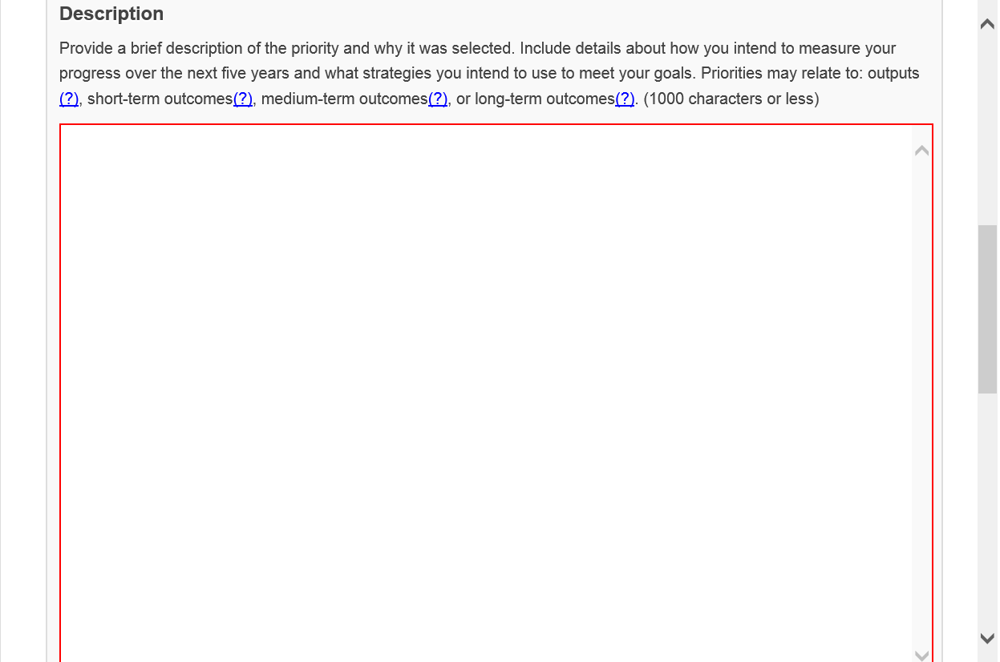 Description
Provide a brief description of the priority and why it was selected. Include details about how you intend to measure your
progress over the next five years and what strategies you intend to use to meet your goals. Priorities may relate to: outputs
(?), short-term outcomes(?), medium-term outcomes(?), or long-term outcomes(?). (1000 characters or less)